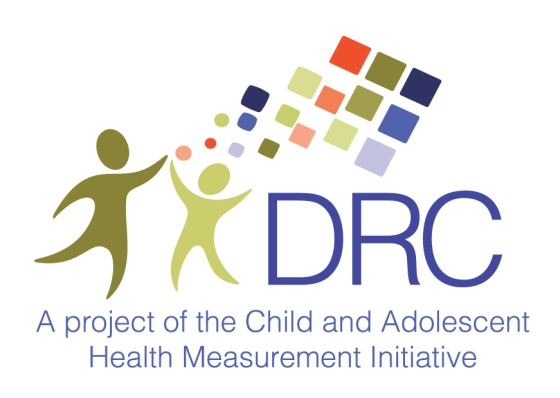 DRC
A project of the Child and Adolescent
Health Measurement Initiative